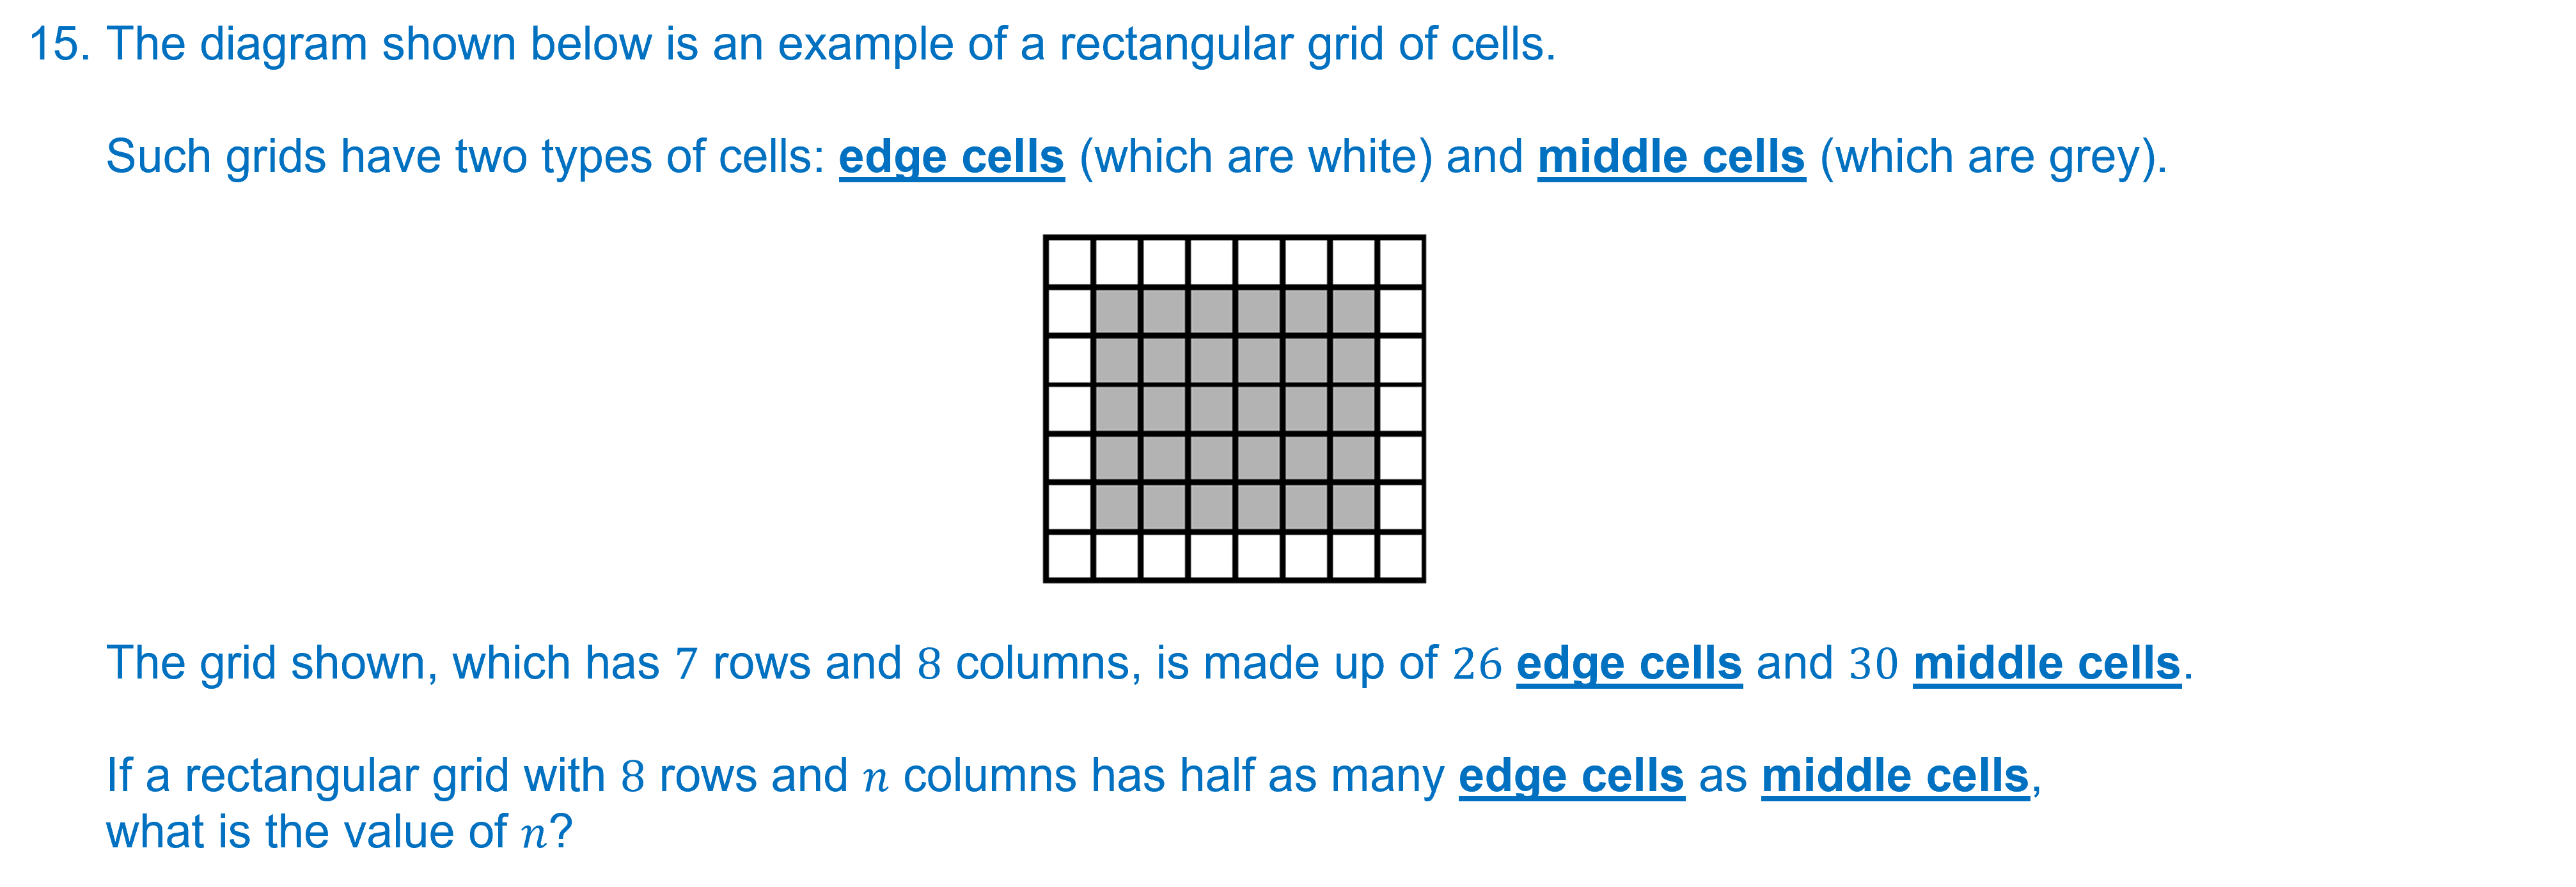 15. The diagram shown below is an example of a rectangular grid of cells.
Such grids have two types of cells: edge cells (which are white) and middle cells (which are grey).
The grid shown, which has 7 rows and 8 columns, is made up of 26 edge cells and 30 middle cells.
If a rectangular grid with 8 rows and n columns has half as many edge cells as middle cells,
what is the value of n?